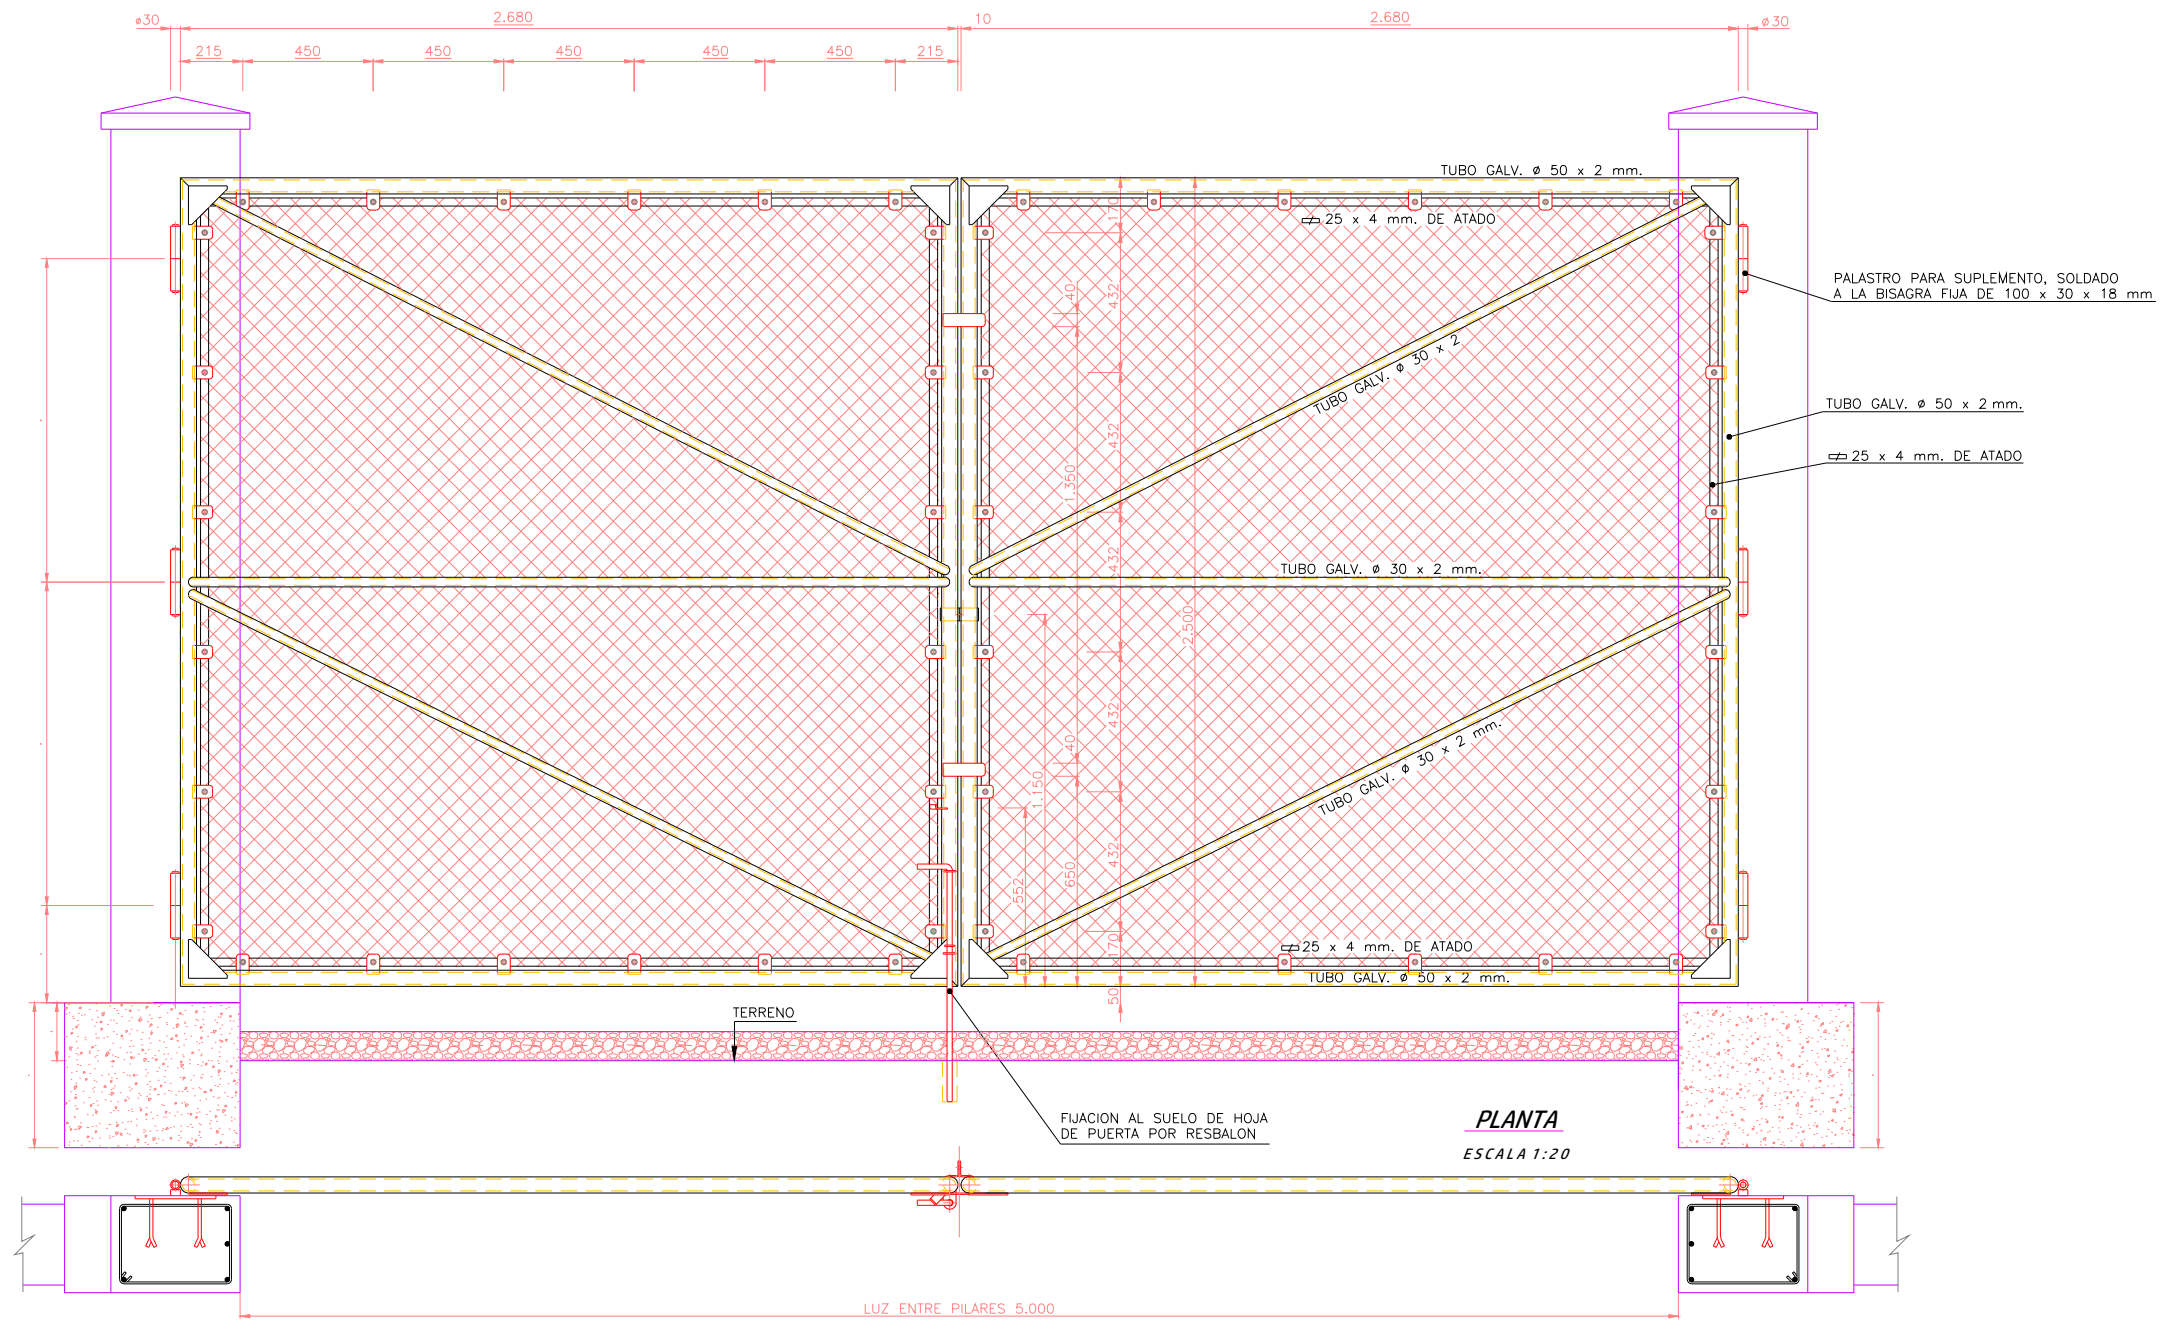 ø30
2.680
10
2.680
ø30
215
450
450
450
450
450
215
TUBO GALV. ø 50 x 2 mm.
25 x 4 mm. DE ATADO
170
40
432
PALASTRO PARA SUPLEMENTO, SOLDADO
A LA BISAGRA FIJA DE 100 x 30 x 18 mm
TUBO GALV. ø 30 x 2
TUBO GALV. ø 50 x 2 mm.
432
1.350
25 x 4 mm. DE ATADO
432
TUBO GALV. ø 30 x 2 mm.
2.500
432
40
1.150
TUBO GALV. ø 30 x 2 mm.
432
650
552
170
25 x 4 mm. DE ATADO
TUBO GALV. ø 50 x 2 mm.
50
TERRENO
FIJACION AL SUELO DE HOJA
DE PUERTA POR RESBALON
PLANTA
ESCALA 1:20
LUZ ENTRE PILARES 5.000